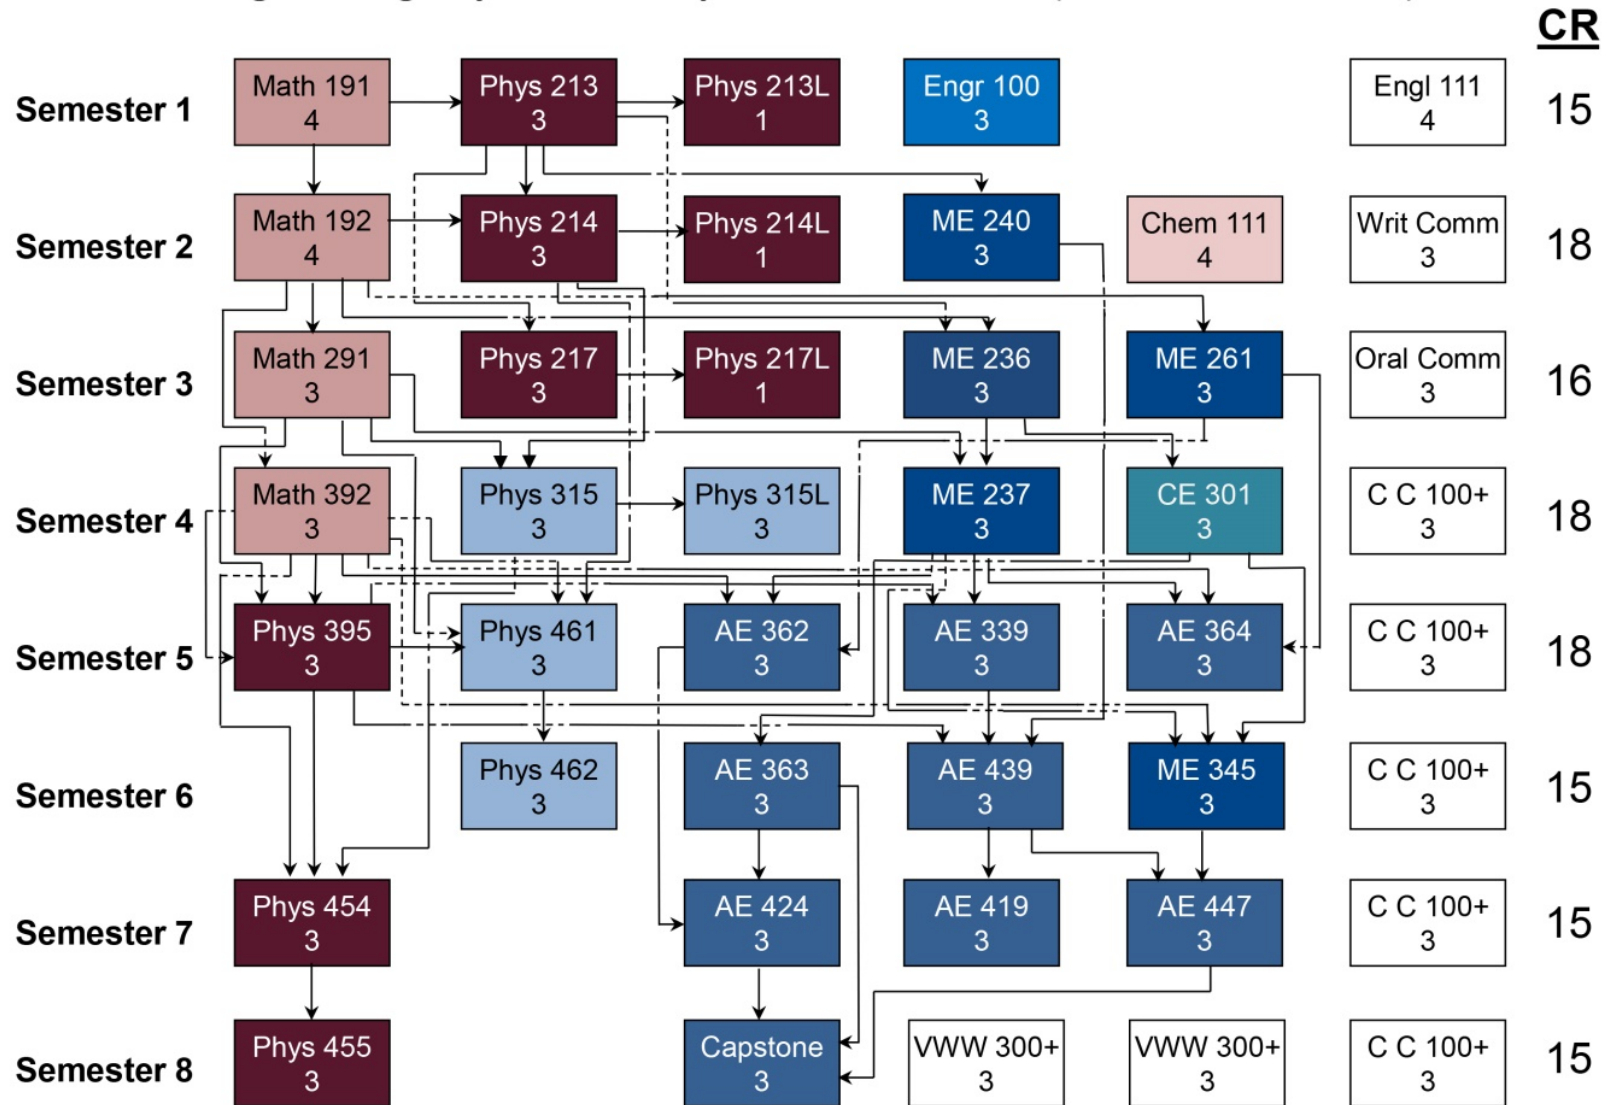 CR
Semester 1
Math 191
4
Phys 213
3
Phys 213L
1
Engr 100
3
Engl 111
4
15
Semester 2
Math 192
4
Phys 214
3
Phys 214L
1
ME 240
3
Chem 111
4
Writ Comm
3
18
Semester 3
Math 291
3
Phys 217
3
Phys 217L
1
ME 236
3
ME 261
3
Oral Comm
3
16
Semester 4
Math 392
3
Phys 315
3
Phys 315L
3
ME 237
3
CE 301
3
C C 100+
3
18
Semester 5
Phys 395
3
Phys 461
3
AE 362
3
AE 339
3
AE 364
3
C C 100+
3
18
Semester 6
Phys 462
3
AE 363
3
AE 439
3
ME 345
3
C C 100+
3
15
Semester 7
Phys 454
3
AE 424
3
AE 419
3
AE 447
3
C C 100+
3
15
Semester 8
Phys 455
3
Capstone
3
VWW 300+
3
VWW 300+
3
C C 100+
3
15